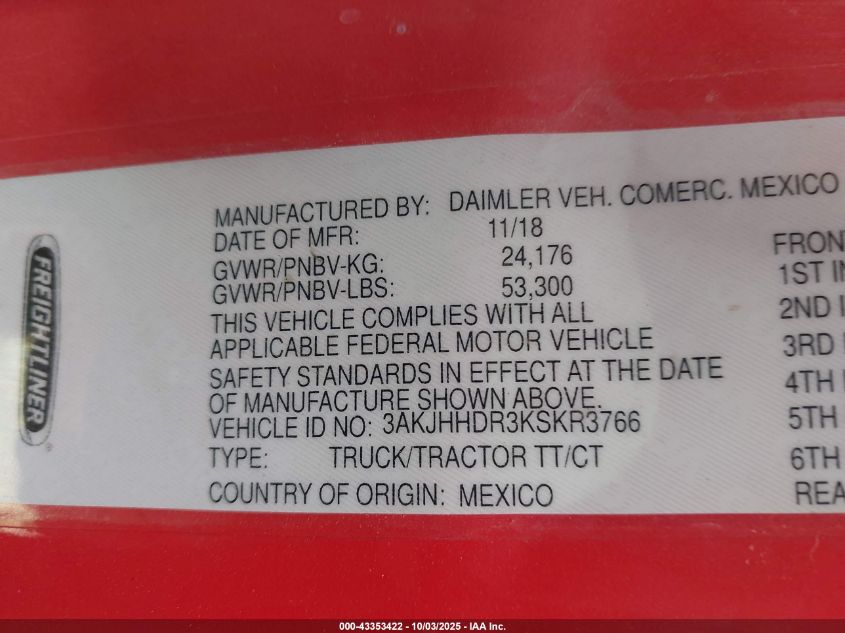 FREIGHTLINER
MANUFACTURED BY: DAIMLER VEH. COMERC. MEXICO
DATE OF MFR: 11/18
GVWR/PNBV-KG: 24,176
GVWR/PNBV-LBS: 53,300
THIS VEHICLE COMPLIES WITH ALL
APPLICABLE FEDERAL MOTOR VEHICLE
SAFETY STANDARDS IN EFFECT AT THE DATE
OF MANUFACTURE SHOWN ABOVE.
VEHICLE ID NO: 3AKJHHDR3KSKR3766
TYPE: TRUCK/TRACTOR TT/CT
COUNTRY OF ORIGIN: MEXICO
FRON
1ST IN
2ND I
3RD
4TH
5TH
6TH
REA
000-43353422 - 10/03/2025 - IAA Inc.